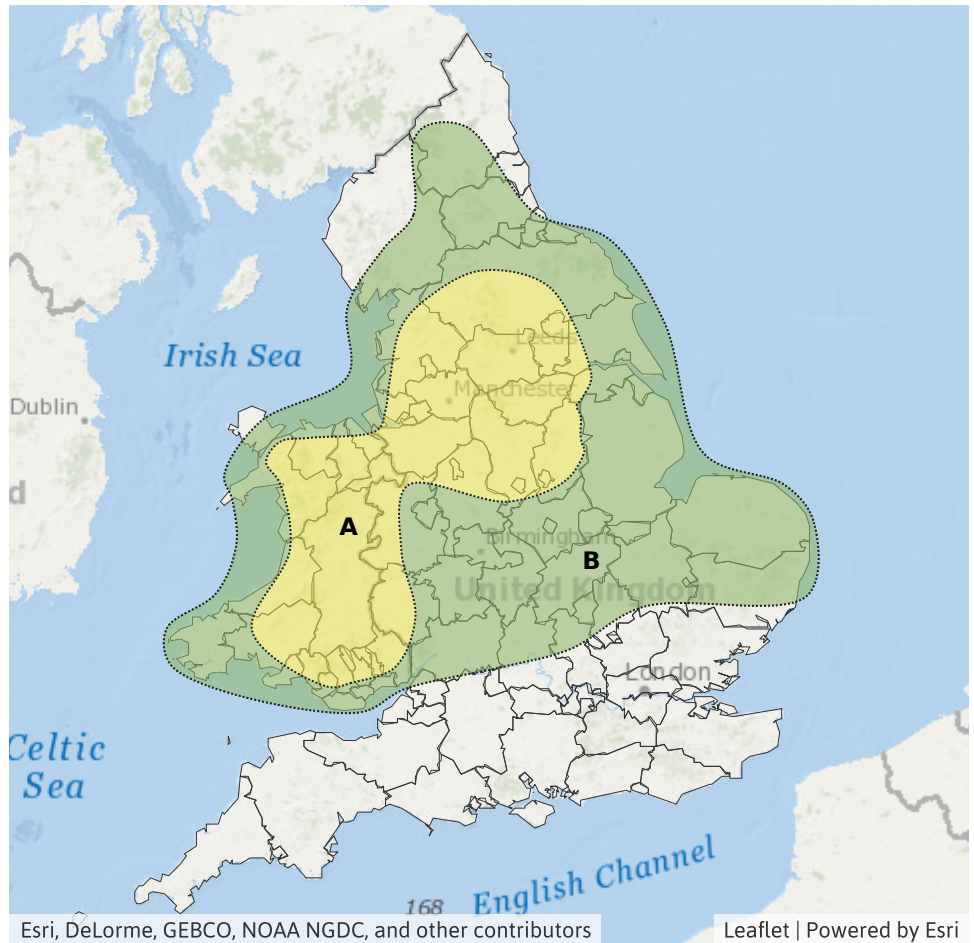 Irish Sea
Leeds
Manchester
Dublin
d
A
Birmingham
B
United Kingdom
London
Celtic
Sea
English Channel
168
Esri, DeLorme, GEBCO, NOAA NGDC, and other contributors
Leaflet | Powered by Esri